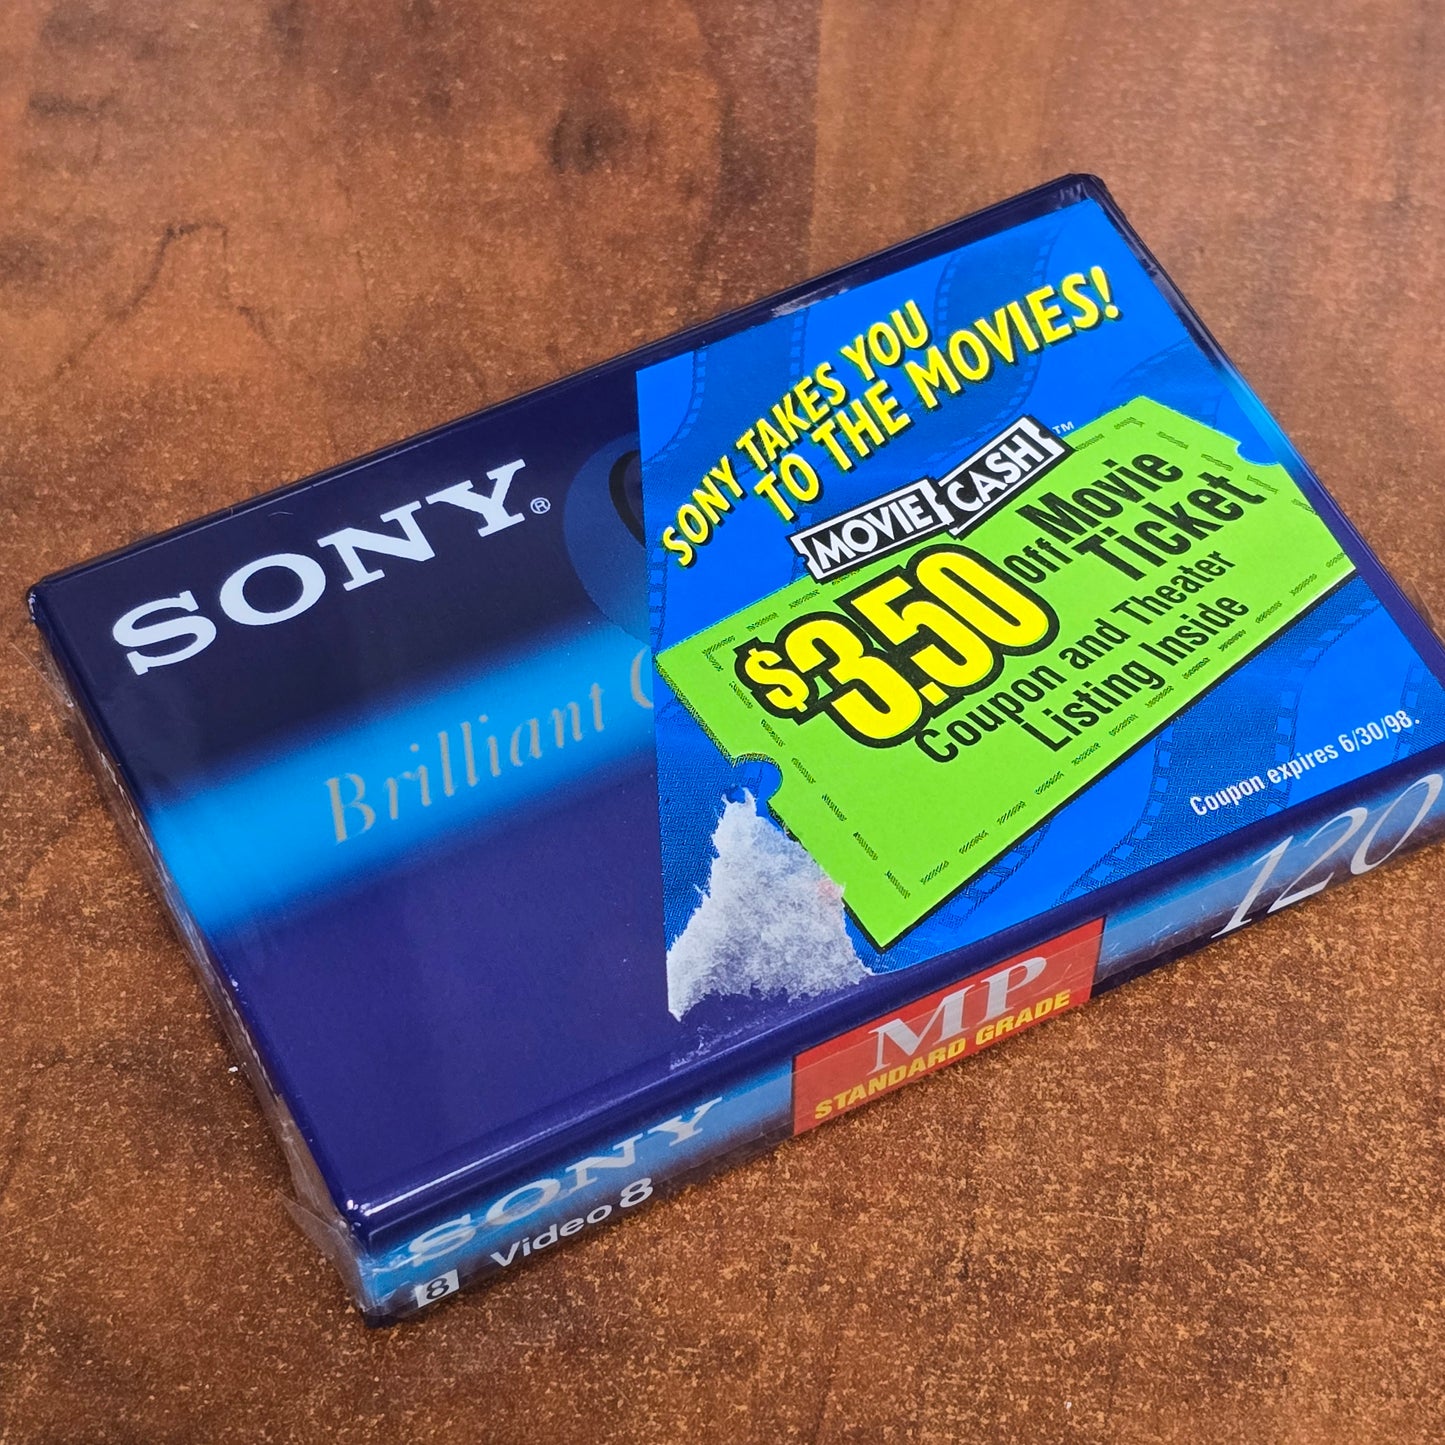 SONY®
Brilliant
SONY TAKES YOU
TO THE MOVIES!
MOVIE CASH™
$3.50 off Movie
Ticket
Coupon and Theater
Listing Inside
Coupon expires 6/30/98.
120
MP
STANDARD GRADE
SONY
8 Video 8